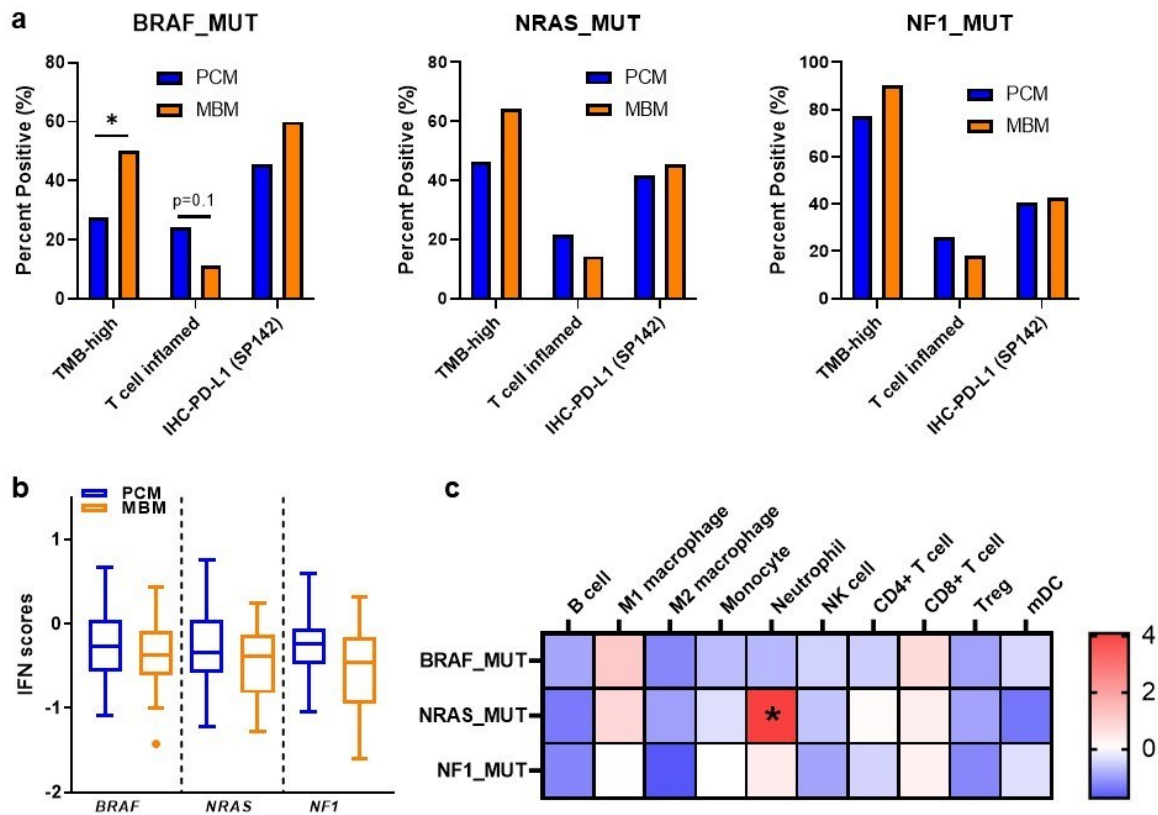 a
BRAF_MUT
NRAS_MUT
NF1_MUT
Percent Positive (%)
80
60
40
20
0
PCM
MBM
*
p=0.1
TMB-high
T cell inflamed
IHC-PD-L1 (SP142)
Percent Positive (%)
80
60
40
20
0
PCM
MBM
TMB-high
T cell inflamed
IHC-PD-L1 (SP142)
Percent Positive (%)
100
80
60
40
20
0
PCM
MBM
TMB-high
T cell inflamed
IHC-PD-L1 (SP142)
b
PCM
MBM
IFN scores
1
-0
-1
-2
BRAF
NRAS
NF1
c
B cell
M1 macrophage
M2 macrophage
Monocyte
Neutrophil
NK cell
CD4+ T cell
CD8+ T cell
Treg
mDC
BRAF_MUT
NRAS_MUT
NF1_MUT
*
4
2
0